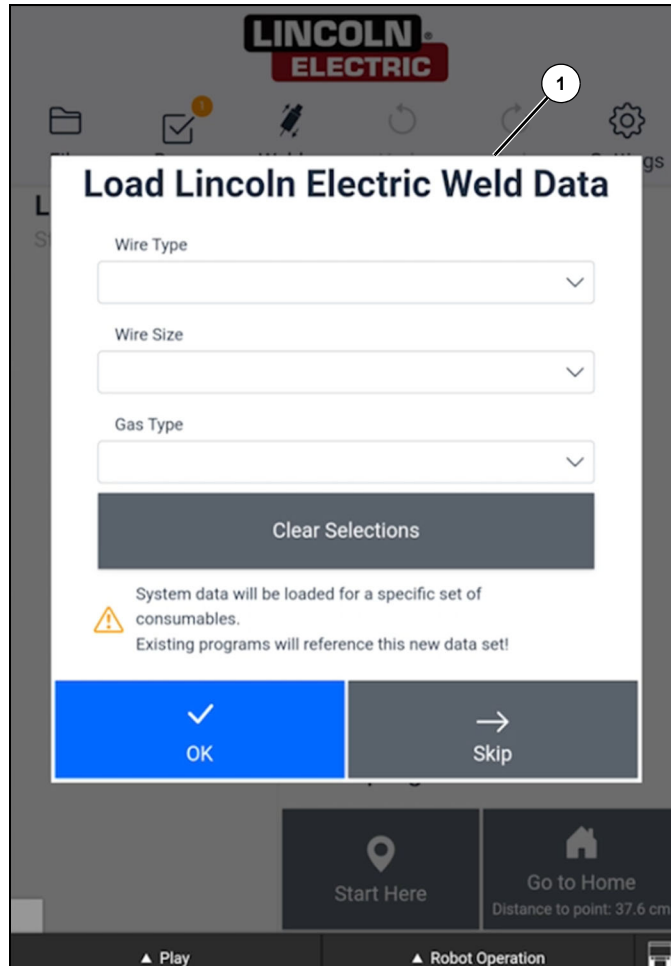 LINCOLN ®
ELECTRIC
1
1
gs
Load Lincoln Electric Weld Data
L
Wire Type
Wire Size
Gas Type
Clear Selections
System data will be loaded for a specific set of
consumables.
Existing programs will reference this new data set!
OK
Skip
Start Here
Go to Home
Distance to point: 37.6 cm
▲ Play
▲ Robot Operation